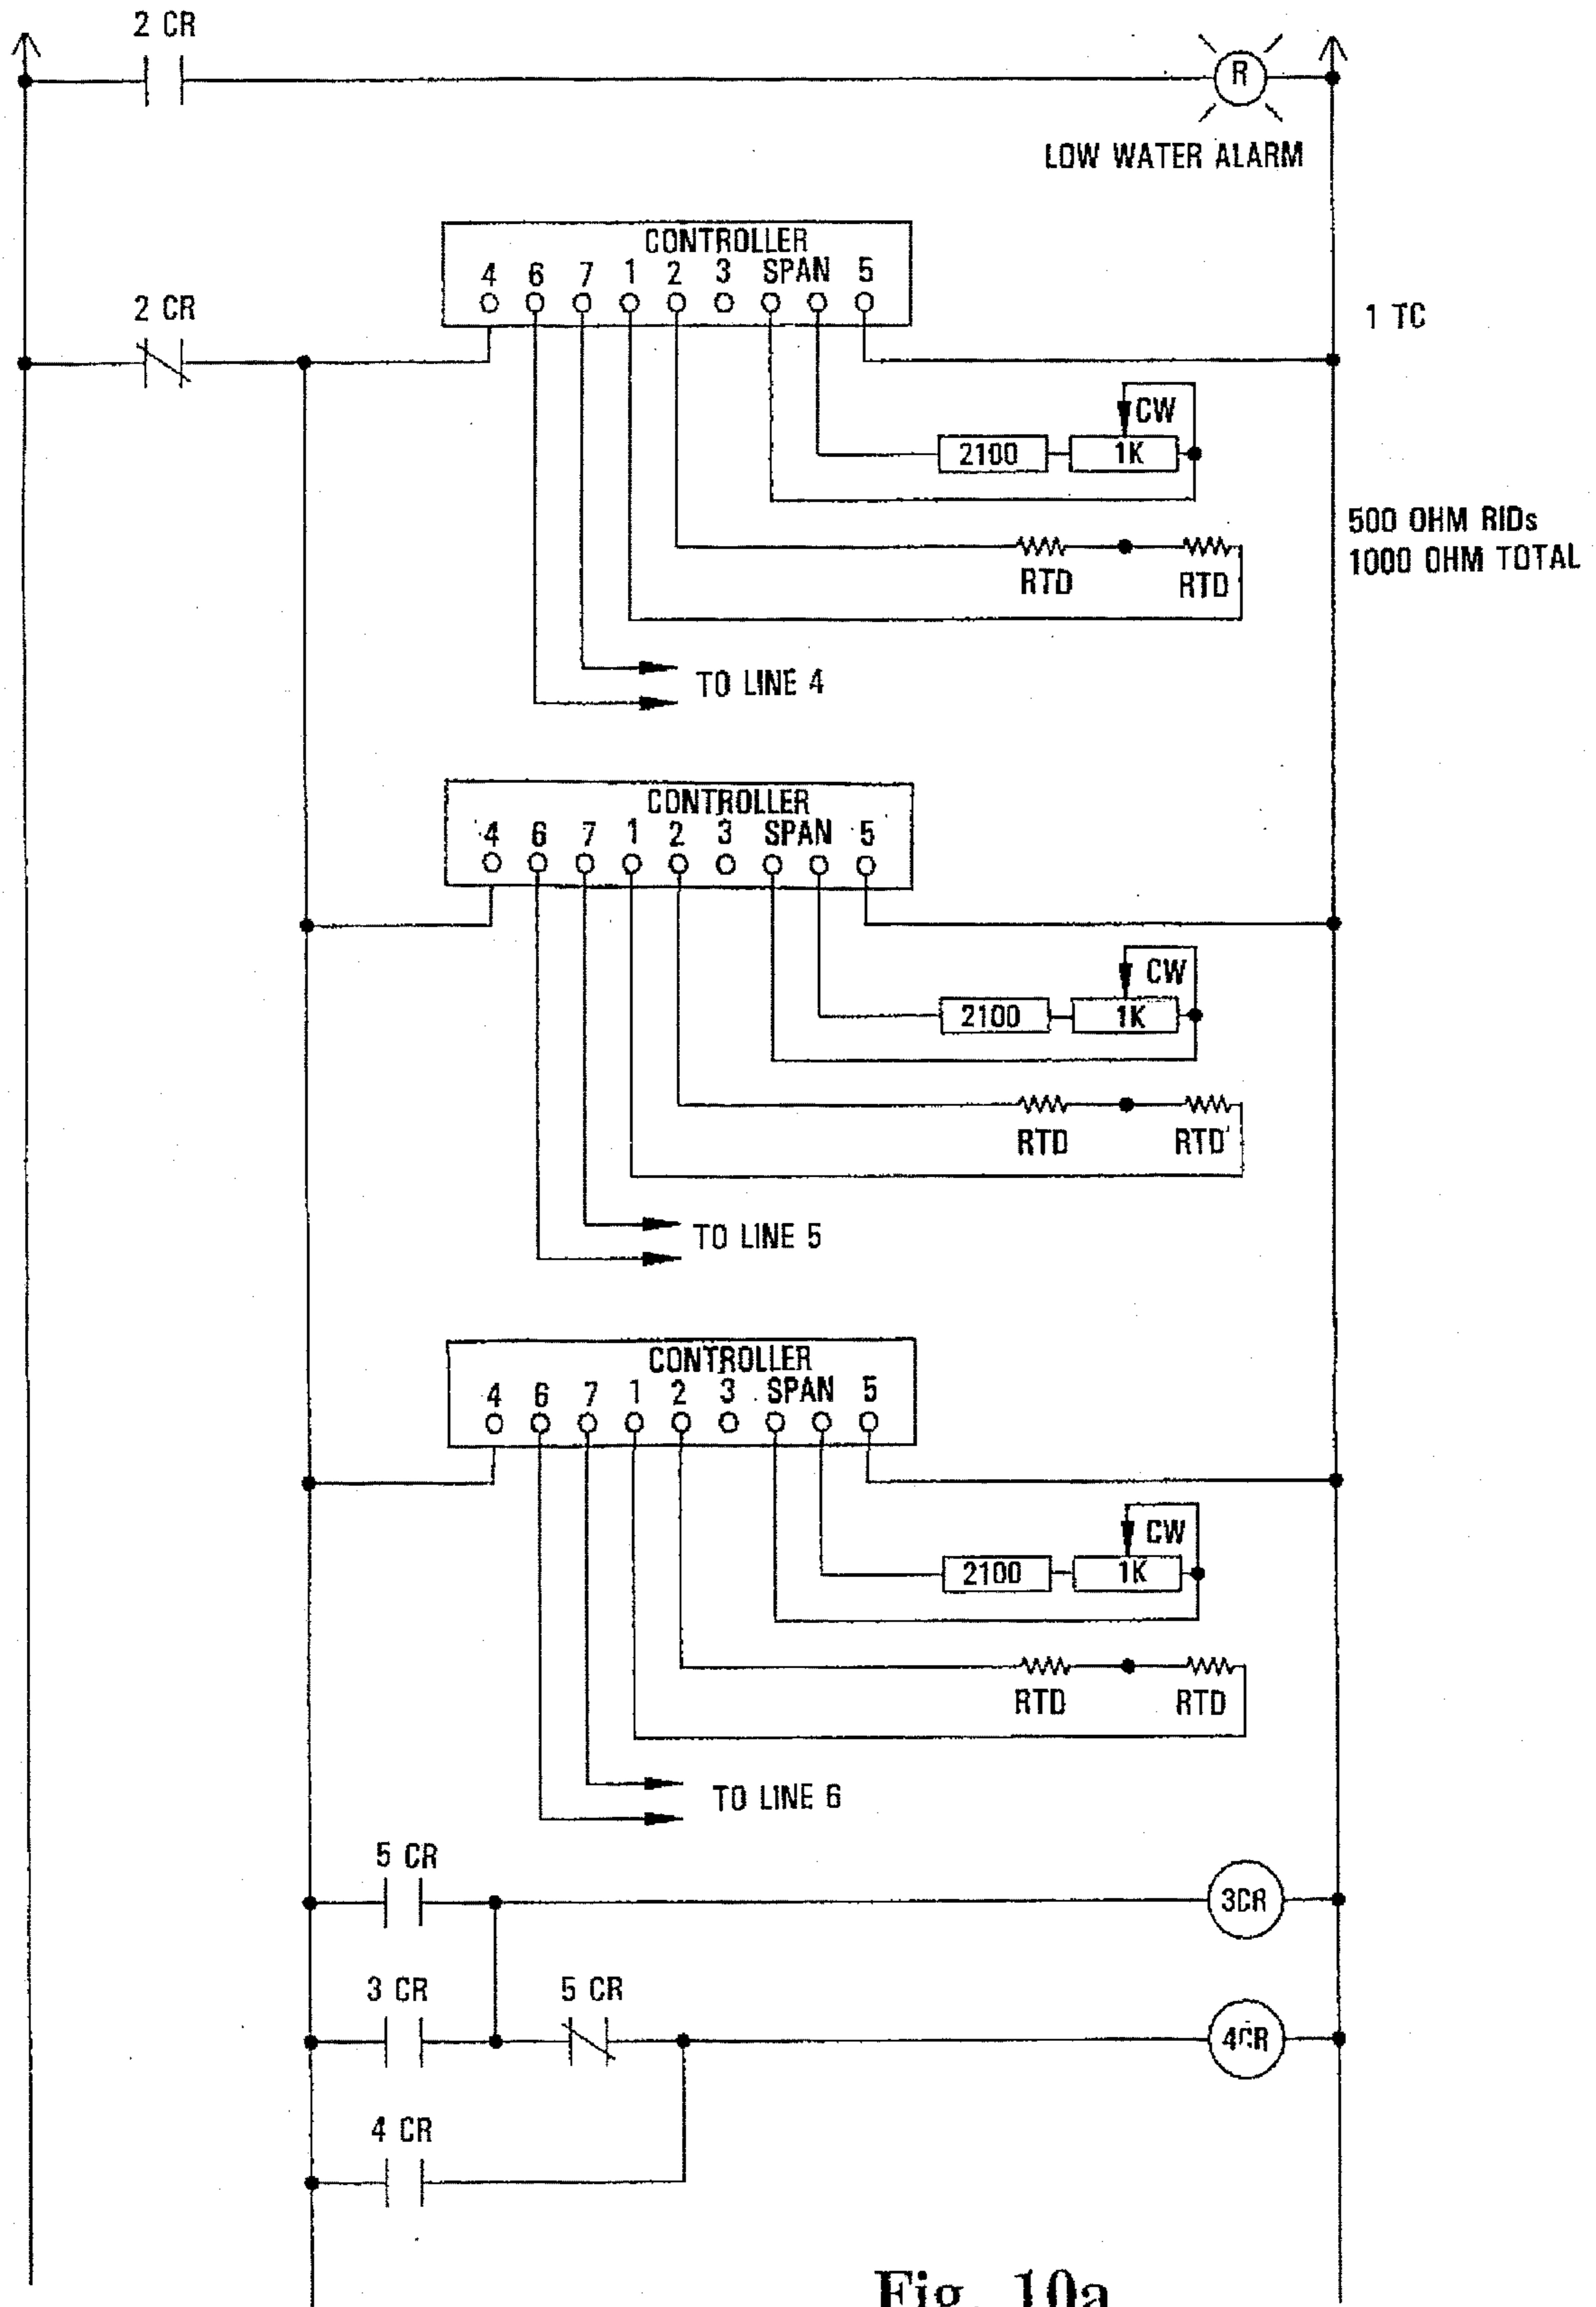 2 CR
R
LOW WATER ALARM
CONTROLLER
4 6 7 1 2 3 SPAN 5
2 CR
1 TC
CW
2100 1K
500 OHM RIDs
1000 OHM TOTAL
RTD RTD
TO LINE 4
CONTROLLER
4 6 7 1 2 3 SPAN 5
CW
2100 1K
RTD RTD
TO LINE 5
CONTROLLER
4 6 7 1 2 3 SPAN 5
CW
2100 1K
RTD RTD
TO LINE 6
5 CR
3CR
3 CR 5 CR
4CR
4 CR
Fig. 10a